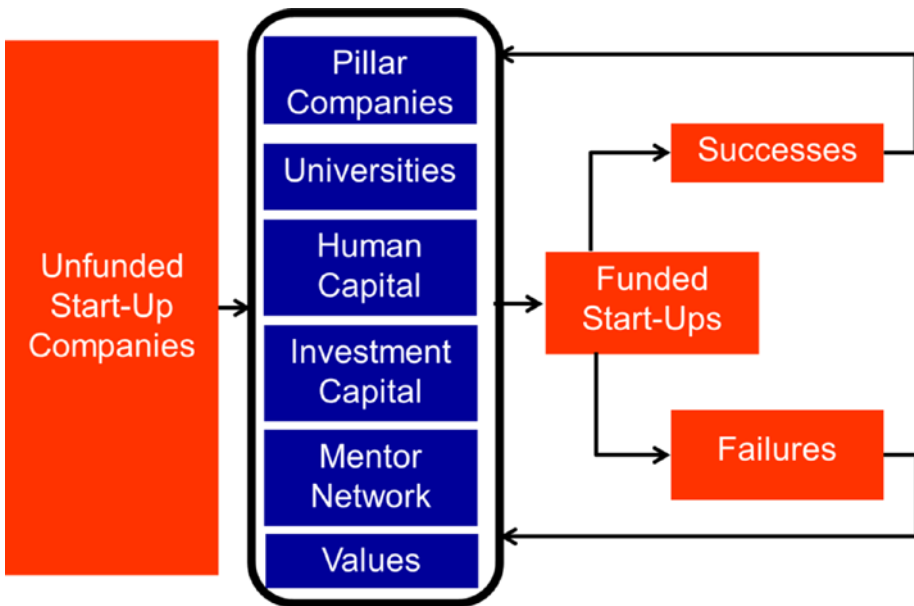 Unfunded
Start-Up
Companies
Pillar
Companies
Universities
Human
Capital
Investment
Capital
Mentor
Network
Values
Funded
Start-Ups
Successes
Failures